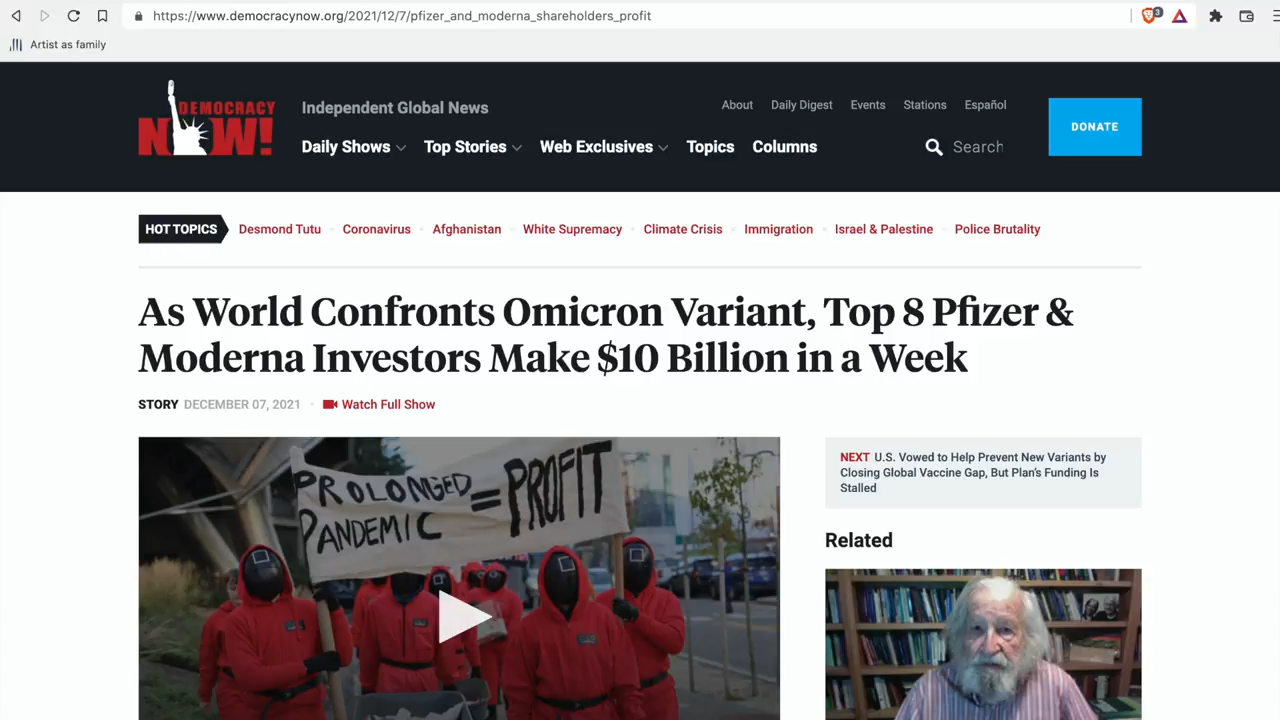 https://www.democracynow.org/2021/12/7/pfizer_and_moderna_shareholders_profit
3
Artist as family
DEMOCRACY
NOW!
Independent Global News
About
Daily Digest
Events
Stations
Español
Daily Shows
Top Stories
Web Exclusives
Topics
Columns
Search
DONATE
HOT TOPICS
Desmond Tutu
Coronavirus
Afghanistan
White Supremacy
Climate Crisis
Immigration
Israel & Palestine
Police Brutality
As World Confronts Omicron Variant, Top 8 Pfizer &
Moderna Investors Make $10 Billion in a Week
STORY DECEMBER 07, 2021
Watch Full Show
PROLONGED
PANDEMIC = PROFIT
NEXT U.S. Vowed to Help Prevent New Variants by
Closing Global Vaccine Gap, But Plan's Funding Is
Stalled
Related